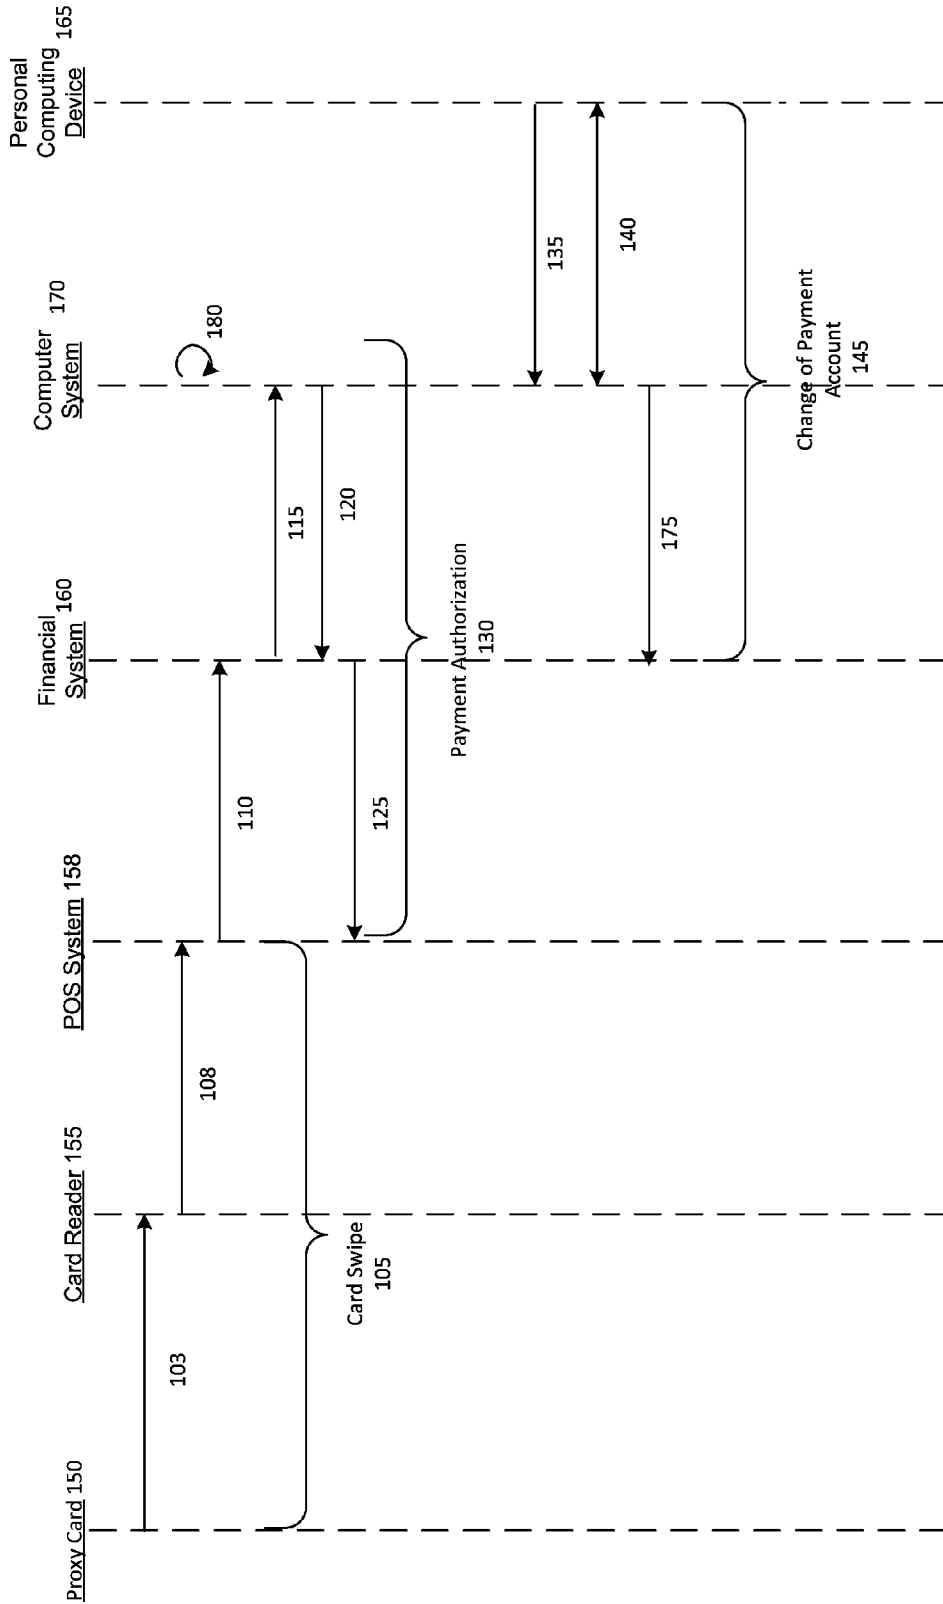 Proxy Card 150
Card Reader 155
POS System 158
Financial
System 160
Computer
System 170
Personal
Computing
Device 165
103
108
110
115
120
125
180
Card Swipe
105
Payment Authorization
130
135
140
175
Change of Payment
Account
145